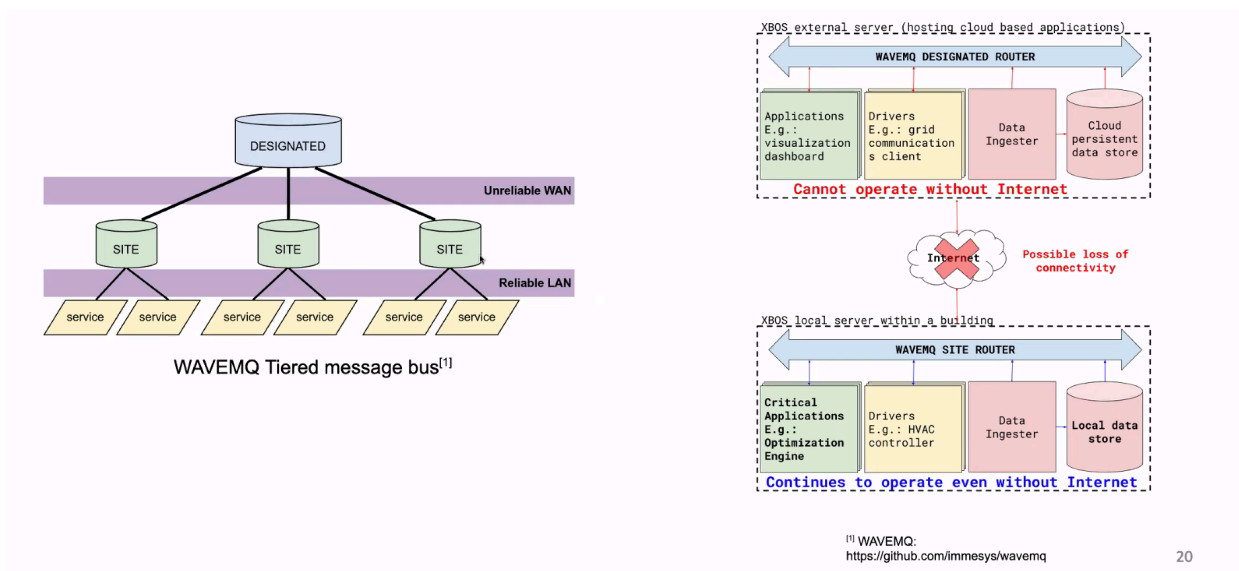 DESIGNATED
Unreliable WAN
SITE
SITE
SITE
Reliable LAN
service
service
service
service
service
service
WAVEMQ Tiered message bus[1]
XBOS external server (hosting cloud based applications)
WAVEMQ DESIGNATED ROUTER
Applications
E.g.:
visualization
dashboard
Drivers
E.g.: grid
communication
s client
Data
Ingester
Cloud
persistent
data store
Cannot operate without Internet
Internet
Possible loss of
connectivity
XBOS local server within a building
WAVEMQ SITE ROUTER
Critical
Applications
E.g.:
Optimization
Engine
Drivers
E.g.: HVAC
controller
Data
Ingester
Local data
store
Continues to operate even without Internet
[1] WAVEMQ:
https://github.com/immesys/wavemq
20